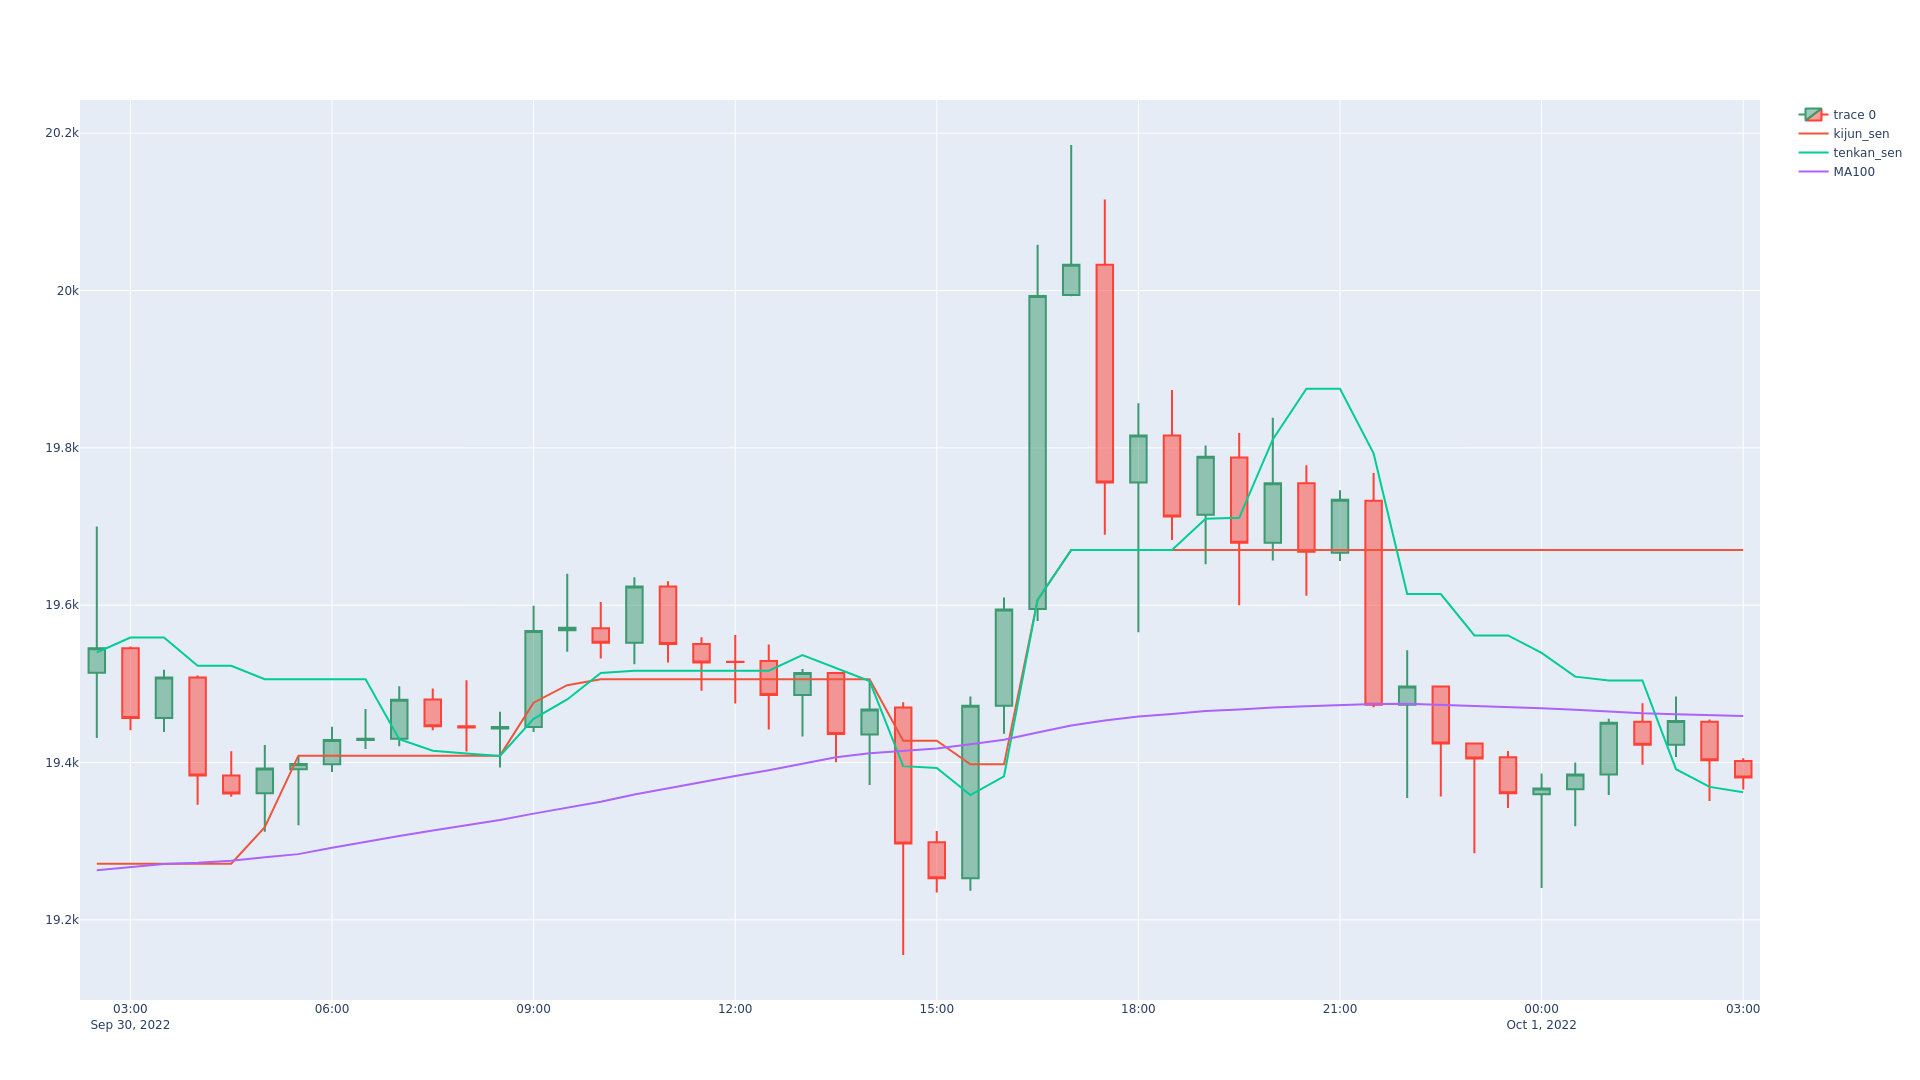 20.2k
20k
19.8k
19.6k
19.4k
19.2k
03:00 06:00 09:00 12:00 15:00 18:00 21:00 00:00 03:00
Sep 30, 2022 Oct 1, 2022
trace 0
kijun_sen
tenkan_sen
MA100